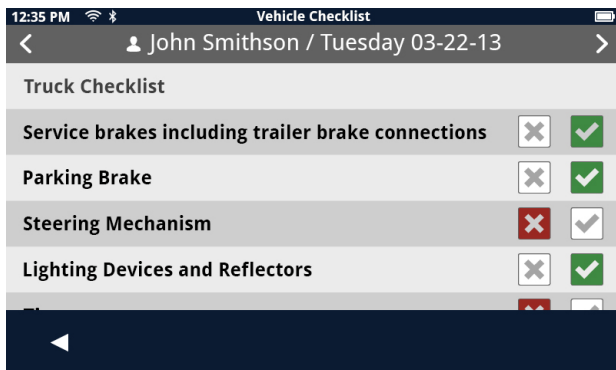 12:35 PM Vehicle Checklist
John Smithson / Tuesday 03-22-13
Truck Checklist
Service brakes including trailer brake connections
Parking Brake
Steering Mechanism
Lighting Devices and Reflectors